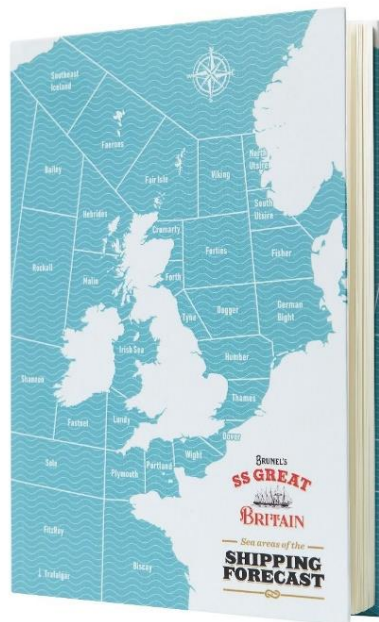 Southeast
Iceland
Faeroes
Bailey
Fair Isle
Viking
North
Utsire
South
Utsire
Hebrides
Cromarty
Forties
Fisher
Rockall
Malin
Forth
Tyne
Dogger
German
Bight
Irish Sea
Humber
Shannon
Thames
Fastnet
Lundy
Dover
Sole
Plymouth
Portland
Wight
FitzRoy
Biscay
↓ Trafalgar
BRUNEL'S
SS GREAT
BRITAIN
Sea areas of the
SHIPPING
FORECAST